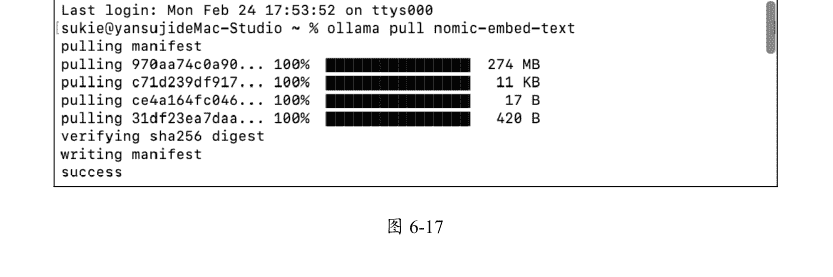 Last login: Mon Feb 24 17:53:52 on ttys000
[sukie@yansujideMac-Studio ~ % ollama pull nomic-embed-text
pulling manifest
pulling 970aa74c0a90... 100% 274 MB
pulling c71d239df917... 100% 11 KB
pulling ce4a164fc046... 100% 17 B
pulling 31df23ea7daa... 100% 420 B
verifying sha256 digest
writing manifest
success
图 6-17